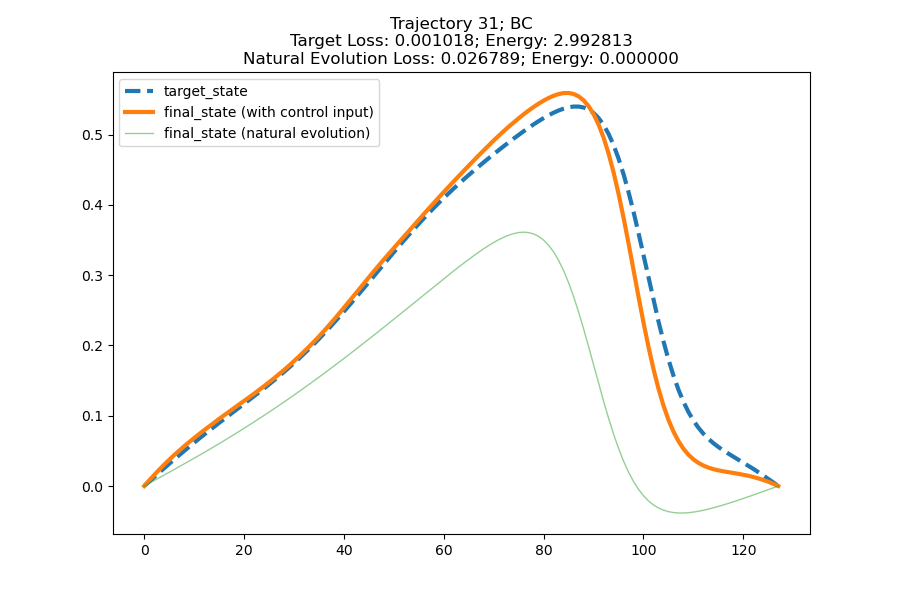 Trajectory 31; BC
Target Loss: 0.001018; Energy: 2.992813
Natural Evolution Loss: 0.026789; Energy: 0.000000
target_state
final_state (with control input)
final_state (natural evolution)
0.5
0.4
0.3
0.2
0.1
0.0
0
20
40
60
80
100
120